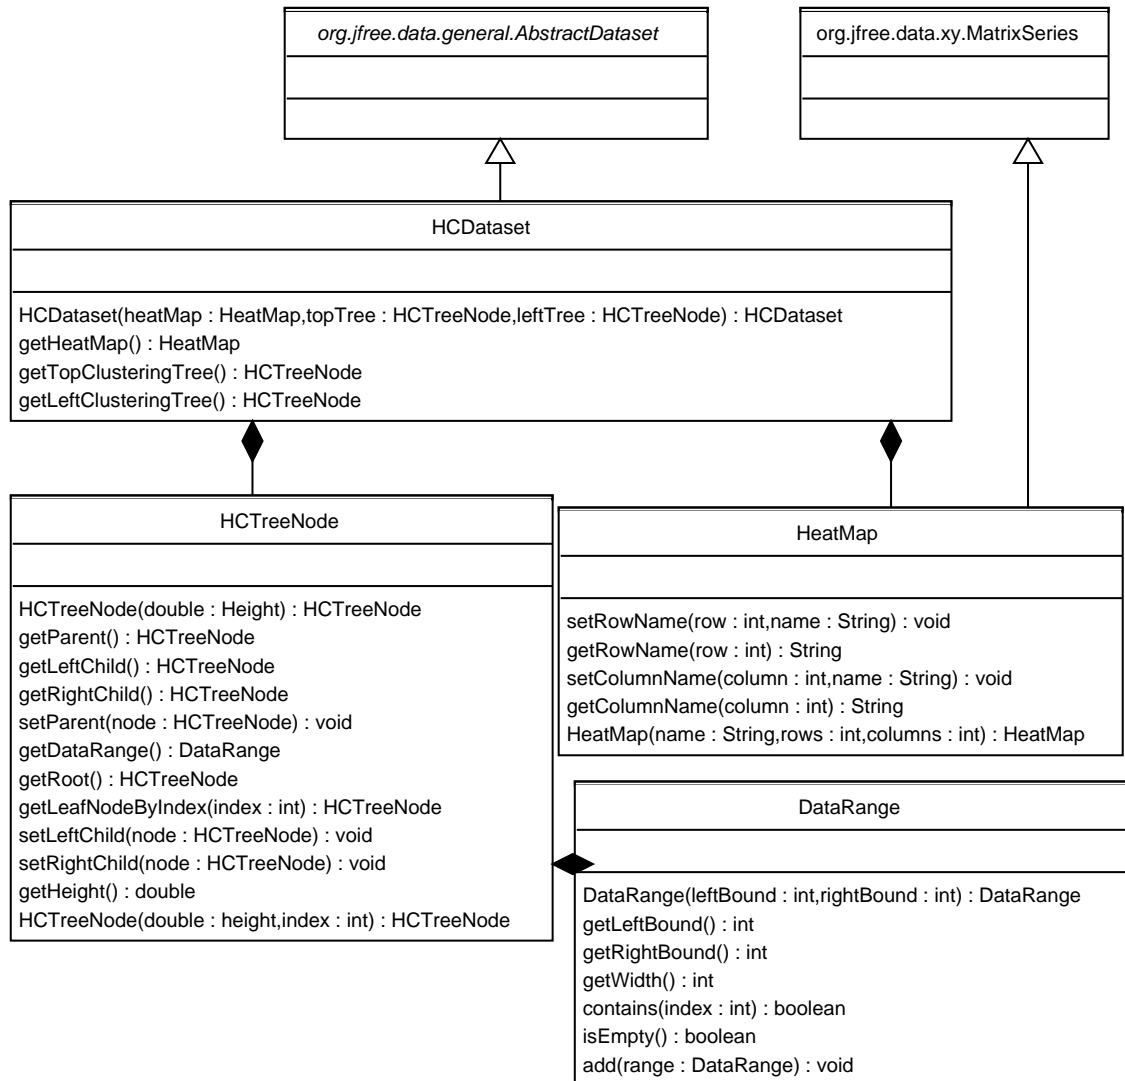 org.jfree.data.general.AbstractDataset
org.jfree.data.xy.MatrixSeries
HCDataset
HCDataset(heatMap : HeatMap,topTree : HCTreeNode,leftTree : HCTreeNode) : HCDataset
getHeatMap() : HeatMap
getTopClusteringTree() : HCTreeNode
getLeftClusteringTree() : HCTreeNode
HCTreeNode
HCTreeNode(double : Height) : HCTreeNode
getParent() : HCTreeNode
getLeftChild() : HCTreeNode
getRightChild() : HCTreeNode
setParent(node : HCTreeNode) : void
getDataRange() : DataRange
getRoot() : HCTreeNode
getLeafNodeByIndex(index : int) : HCTreeNode
setLeftChild(node : HCTreeNode) : void
setRightChild(node : HCTreeNode) : void
getHeight() : double
HCTreeNode(double : height,index : int) : HCTreeNode
HeatMap
setRowName(row : int,name : String) : void
getRowName(row : int) : String
setColumnName(column : int,name : String) : void
getColumnName(column : int) : String
HeatMap(name : String,rows : int,columns : int) : HeatMap
DataRange
DataRange(leftBound : int,rightBound : int) : DataRange
getLeftBound() : int
getRightBound() : int
getWidth() : int
contains(index : int) : boolean
isEmpty() : boolean
add(range : DataRange) : void